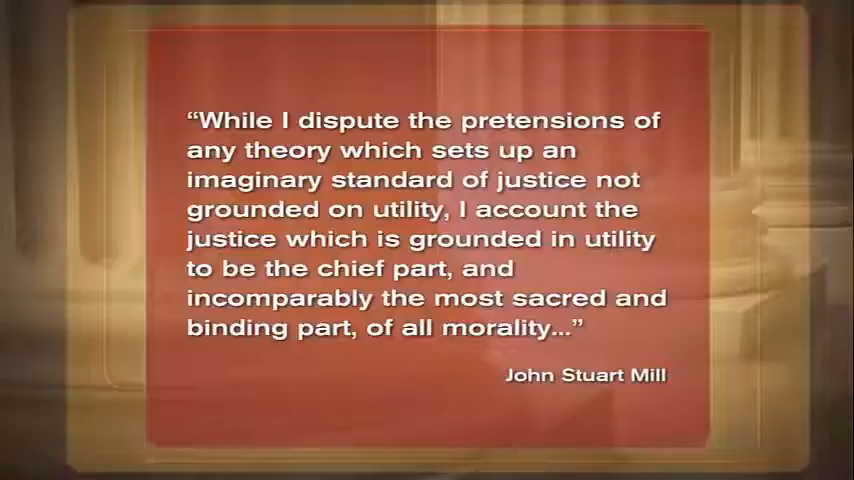 “While I dispute the pretensions of
any theory which sets up an
imaginary standard of justice not
grounded on utility, I account the
justice which is grounded in utility
to be the chief part, and
incomparably the most sacred and
binding part, of all morality...”
John Stuart Mill